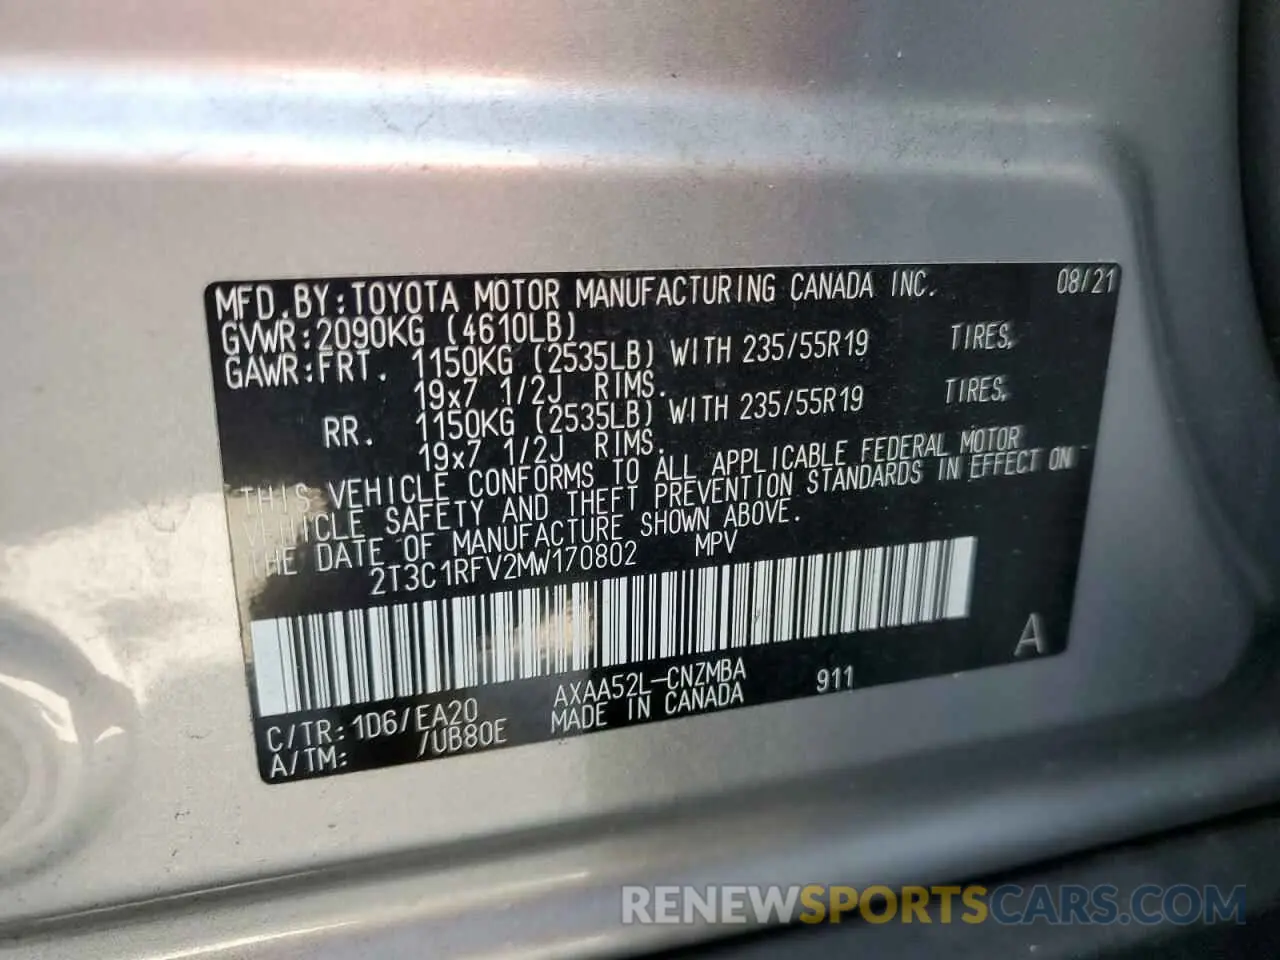 MFD. BY: TOYOTA MOTOR MANUFACTURING CANADA INC. 08/21
GVWR: 2090KG (4610LB)
GAWR: FRT. 1150KG (2535LB) WITH 235/55R19 TIRES,
19x7 1/2J RIMS.
RR. 1150KG (2535LB) WITH 235/55R19 TIRES,
19x7 1/2J RIMS.
THIS VEHICLE CONFORMS TO ALL APPLICABLE FEDERAL MOTOR
VEHICLE SAFETY AND THEFT PREVENTION STANDARDS IN EFFECT ON
THE DATE OF MANUFACTURE SHOWN ABOVE.
2T3C1RFV2MW170802 MPV
A
C/TR: 1D6/EA20 AXAA52L-CNZMBA 911
A/TM: /UB80E MADE IN CANADA
RENEWSPORTSCARS.COM